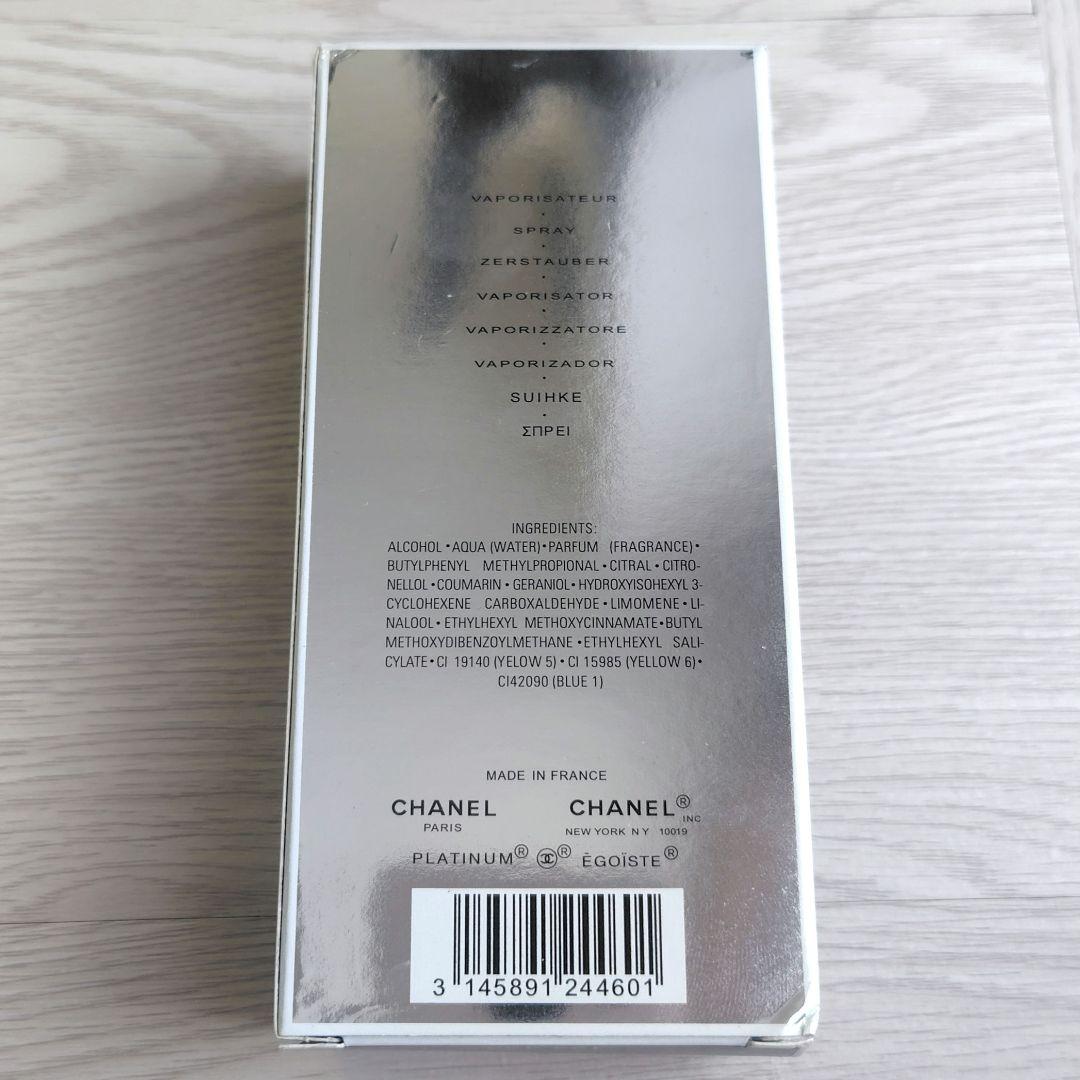 VAPORISATEUR
•
SPRAY
•
ZERSTAUBER
•
VAPORISATOR
•
VAPORIZZATORE
•
VAPORIZADOR
•
SUIHKE
•
ΣΠΡΕΙ
INGREDIENTS:
ALCOHOL•AQUA (WATER)•PARFUM (FRAGRANCE)•
BUTYLPHENYL METHYLPROPIONAL•CITRAL•CITRO-
NELLOL•COUMARIN•GERANIOL•HYDROXYISOHEXYL 3-
CYCLOHEXENE CARBOXALDEHYDE•LIMOMENE•LI-
NALOOL•ETHYLHEXYL METHOXYCINNAMATE•BUTYL
METHOXYDIBENZOYLMETHANE•ETHYLHEXYL SALI-
CYLATE•CI 19140 (YELOW 5)•CI 15985 (YELLOW 6)•
CI42090 (BLUE 1)
MADE IN FRANCE
CHANEL CHANEL® INC
PARIS NEW YORK N Y 10019
PLATINUM® ® ÈGOÏSTE®
3 145891 244601